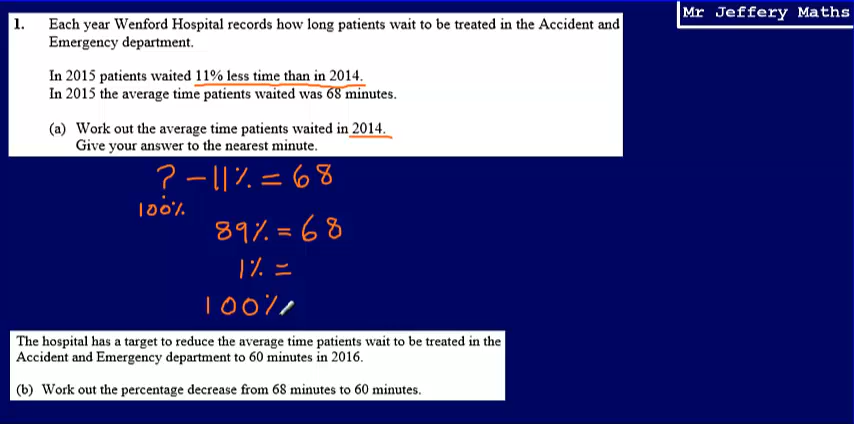 Mr Jeffery Maths
1. Each year Wenford Hospital records how long patients wait to be treated in the Accident and
Emergency department.
In 2015 patients waited 11% less time than in 2014.
In 2015 the average time patients waited was 68 minutes.
(a) Work out the average time patients waited in 2014.
Give your answer to the nearest minute.
? - 11% = 68
100%
89% = 68
1% =
100%
The hospital has a target to reduce the average time patients wait to be treated in the
Accident and Emergency department to 60 minutes in 2016.
(b) Work out the percentage decrease from 68 minutes to 60 minutes.